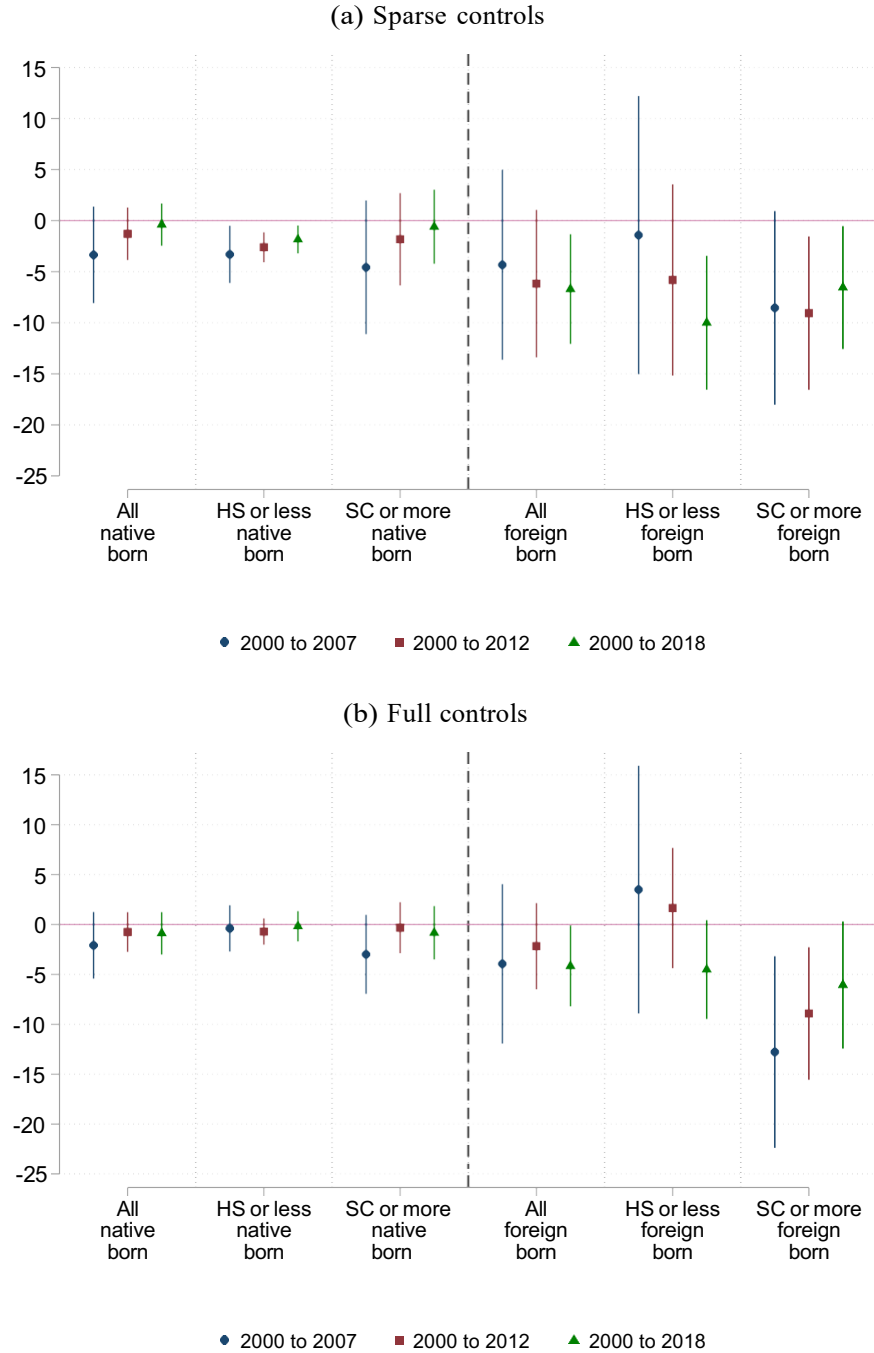 (a) Sparse controls
15
10
5
0
-5
-10
-15
-20
-25
All native born
HS or less native born
SC or more native born
All foreign born
HS or less foreign born
SC or more foreign born
2000 to 2007 2000 to 2012 2000 to 2018
(b) Full controls
15
10
5
0
-5
-10
-15
-20
-25
All native born
HS or less native born
SC or more native born
All foreign born
HS or less foreign born
SC or more foreign born
2000 to 2007 2000 to 2012 2000 to 2018